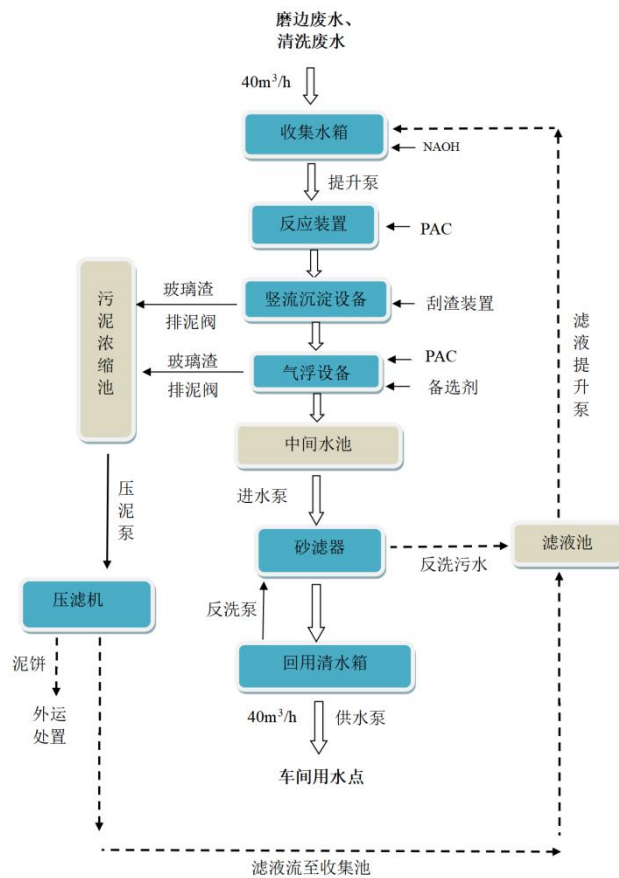 磨边废水、
清洗废水
40m³/h
收集水箱
NAOH
提升泵
反应装置
PAC
玻璃渣
排泥阀
竖流沉淀设备
刮渣装置
污泥浓缩池
玻璃渣
排泥阀
气浮设备
PAC
备选剂
滤液提升泵
中间水池
压泥泵
进水泵
砂滤器
反洗污水
滤液池
压滤机
反洗泵
泥饼
回用清水箱
外运
处置
40m³/h
供水泵
车间用水点
滤液流至收集池